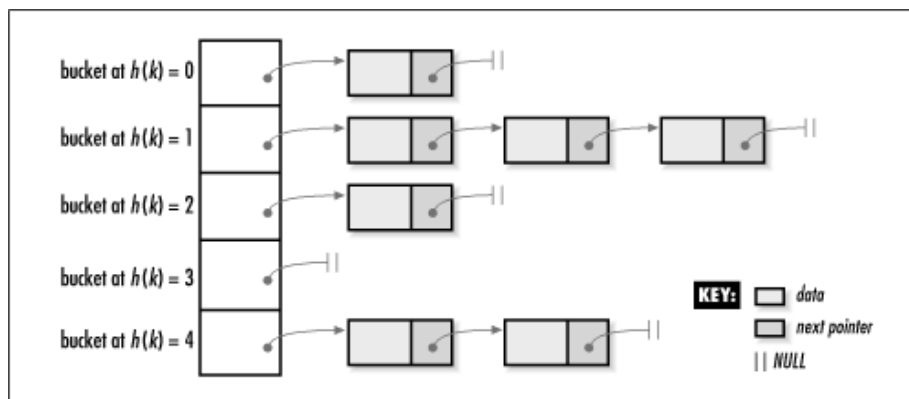 bucket at h(k) = 0
bucket at h(k) = 1
bucket at h(k) = 2
bucket at h(k) = 3
bucket at h(k) = 4
KEY:
data
next pointer
NULL